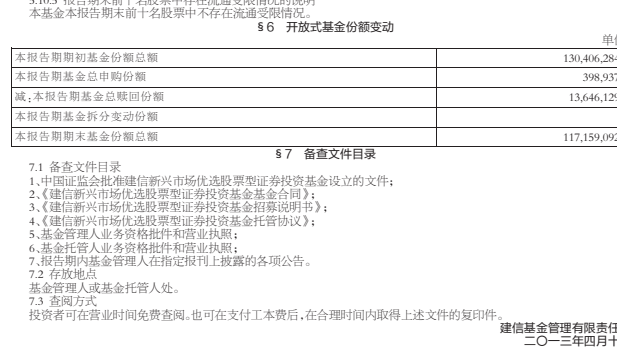 本基金本报告期末前十名股票中不存在流通受限情况。
§6 开放式基金份额变动
单
本报告期期初基金份额总额 130,406,284
本报告期基金总申购份额 398,937
减:本报告期基金总赎回份额 13,646,129
本报告期基金拆分变动份额
本报告期期末基金份额总额 117,159,092
§7 备查文件目录
7.1 备查文件目录
1、中国证监会批准建信新兴市场优选股票型证券投资基金设立的文件;
2、《建信新兴市场优选股票型证券投资基金基金合同》;
3、《建信新兴市场优选股票型证券投资基金招募说明书》;
4、《建信新兴市场优选股票型证券投资基金托管协议》;
5、基金管理人业务资格批件和营业执照;
6、基金托管人业务资格批件和营业执照;
7、报告期内基金管理人在指定报刊上披露的各项公告。
7.2 存放地点
基金管理人或基金托管人处。
7.3 查阅方式
投资者可在营业时间免费查阅。也可在支付工本费后,在合理时间内取得上述文件的复印件。
建信基金管理有限责任
二〇一三年四月十